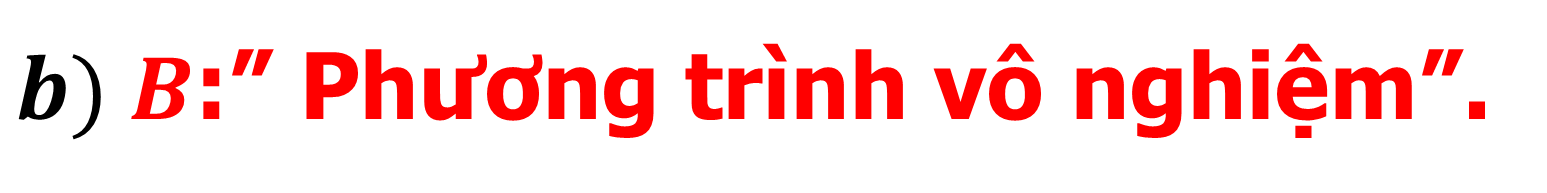 b) B:” Phương trình vô nghiệm”.